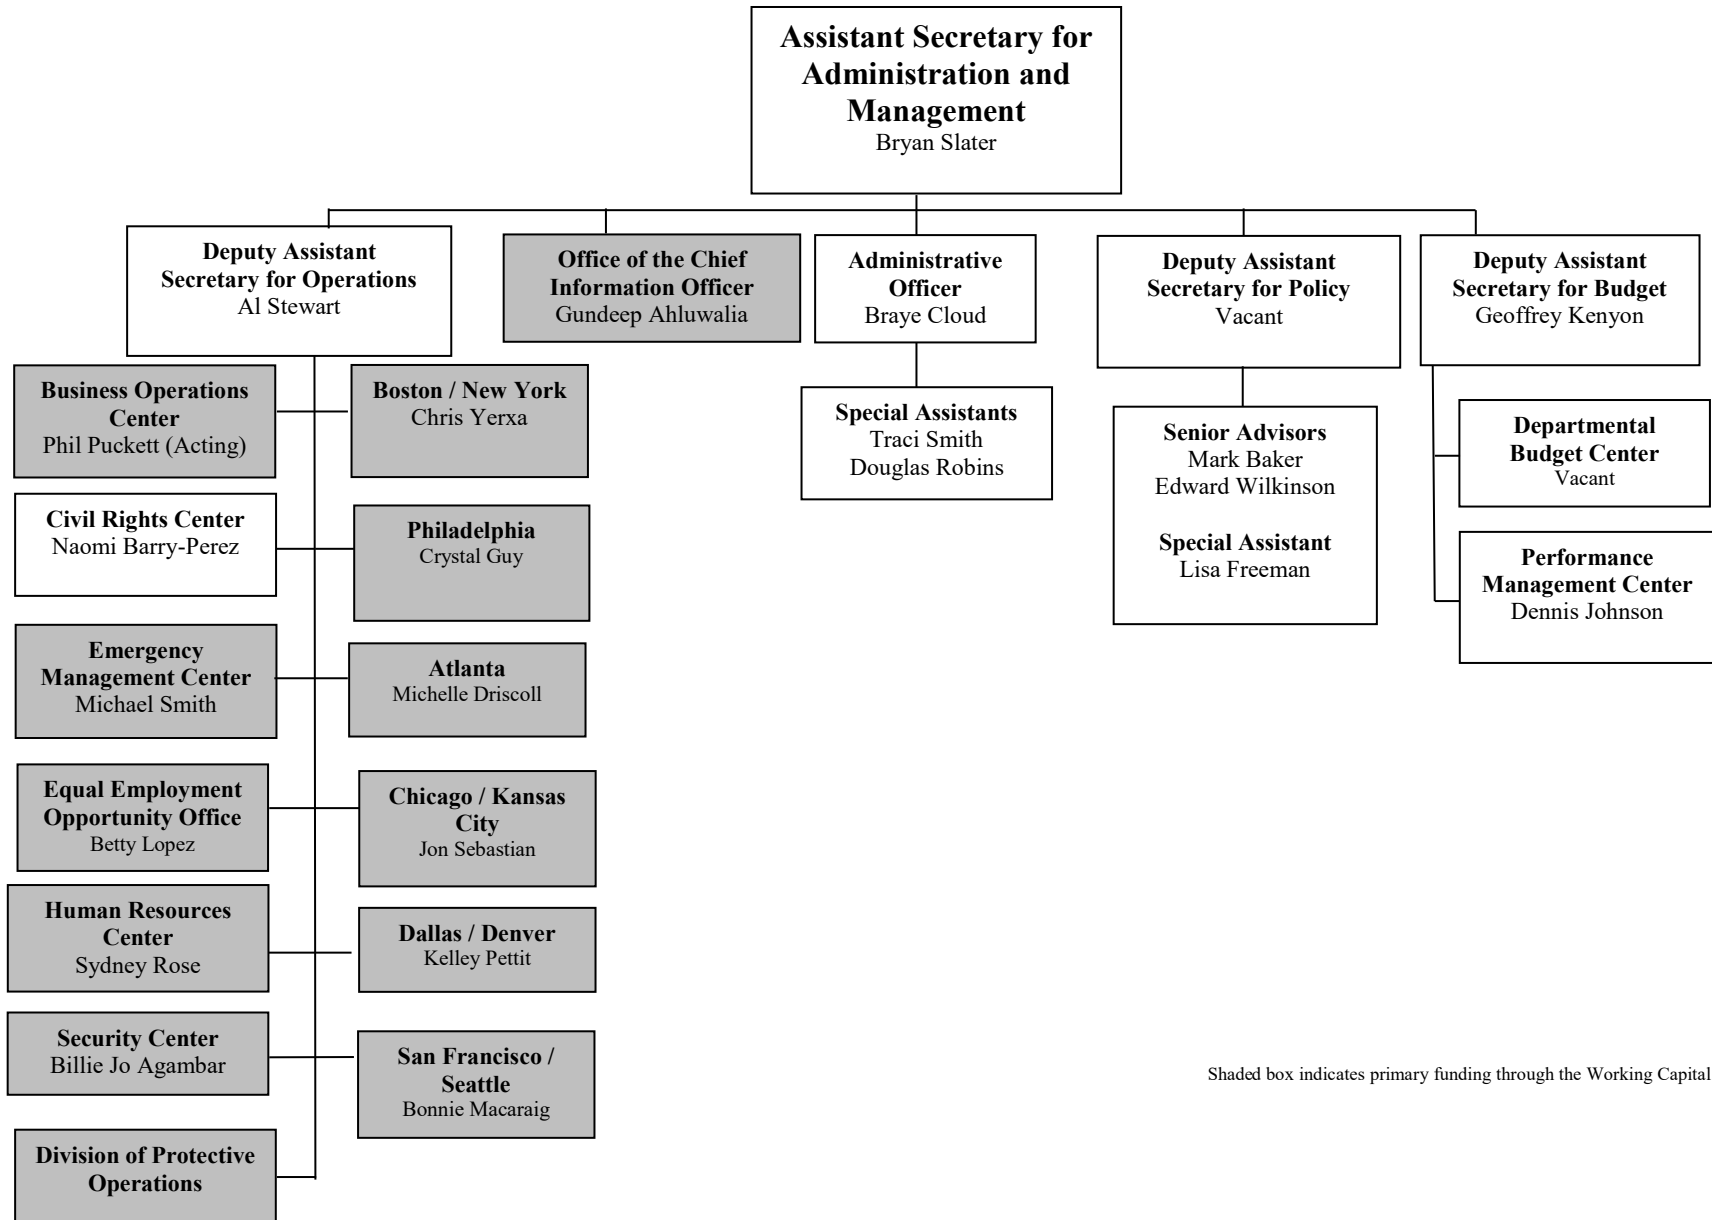 Assistant Secretary for
Administration and
Management
Bryan Slater
Deputy Assistant
Secretary for Operations
Al Stewart
Office of the Chief
Information Officer
Gundeep Ahluwalia
Administrative
Officer
Braye Cloud
Deputy Assistant
Secretary for Policy
Vacant
Deputy Assistant
Secretary for Budget
Geoffrey Kenyon
Business Operations
Center
Phil Puckett (Acting)
Boston / New York
Chris Yerxa
Special Assistants
Traci Smith
Douglas Robins
Senior Advisors
Mark Baker
Edward Wilkinson
Special Assistant
Lisa Freeman
Departmental
Budget Center
Vacant
Performance
Management Center
Dennis Johnson
Civil Rights Center
Naomi Barry-Perez
Philadelphia
Crystal Guy
Emergency
Management Center
Michael Smith
Atlanta
Michelle Driscoll
Equal Employment
Opportunity Office
Betty Lopez
Chicago / Kansas
City
Jon Sebastian
Human Resources
Center
Sydney Rose
Dallas / Denver
Kelley Pettit
Security Center
Billie Jo Agambar
San Francisco /
Seattle
Bonnie Macaraig
Division of Protective
Operations
Shaded box indicates primary funding through the Working Capital